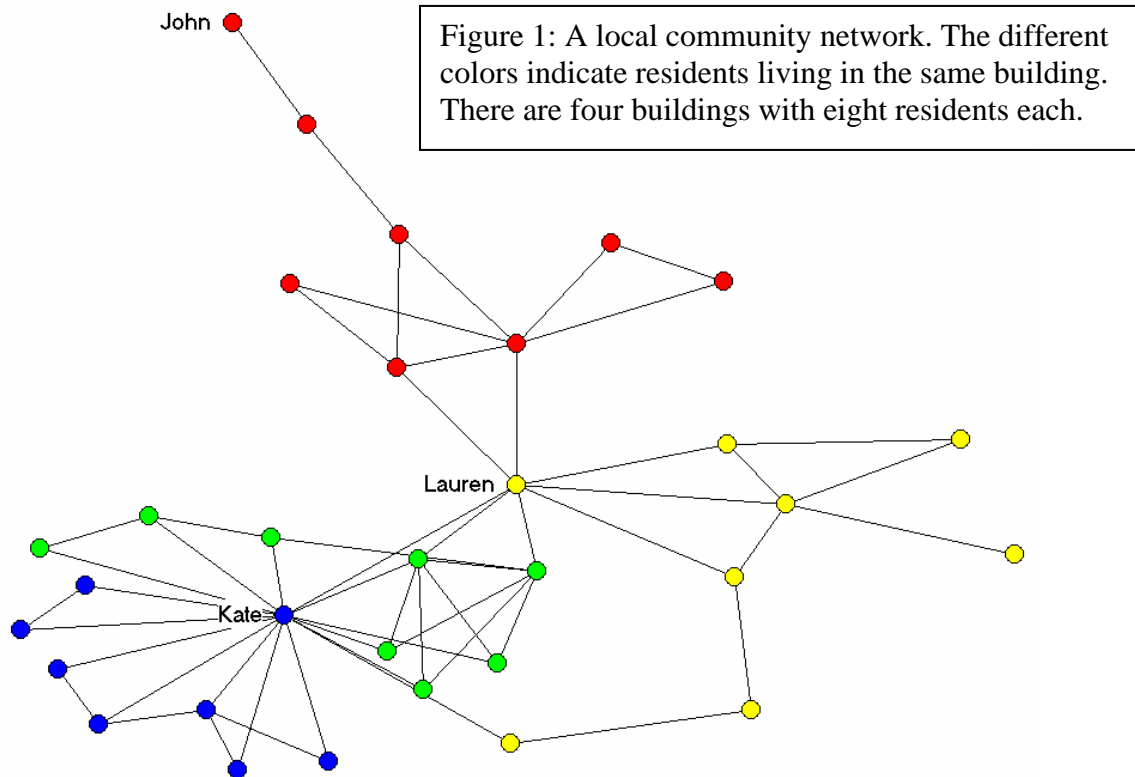 John
Figure 1: A local community network. The different
colors indicate residents living in the same building.
There are four buildings with eight residents each.
Lauren
Kate